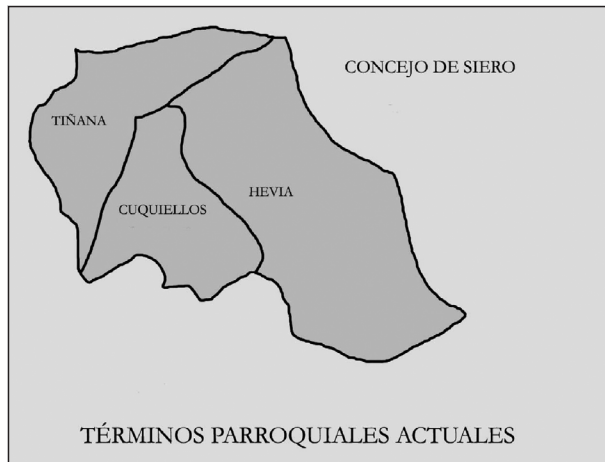 CONCEJO DE SIERO
TIÑANA
HEVIA
CUQUIELLOS
TÉRMINOS PARROQUIALES ACTUALES